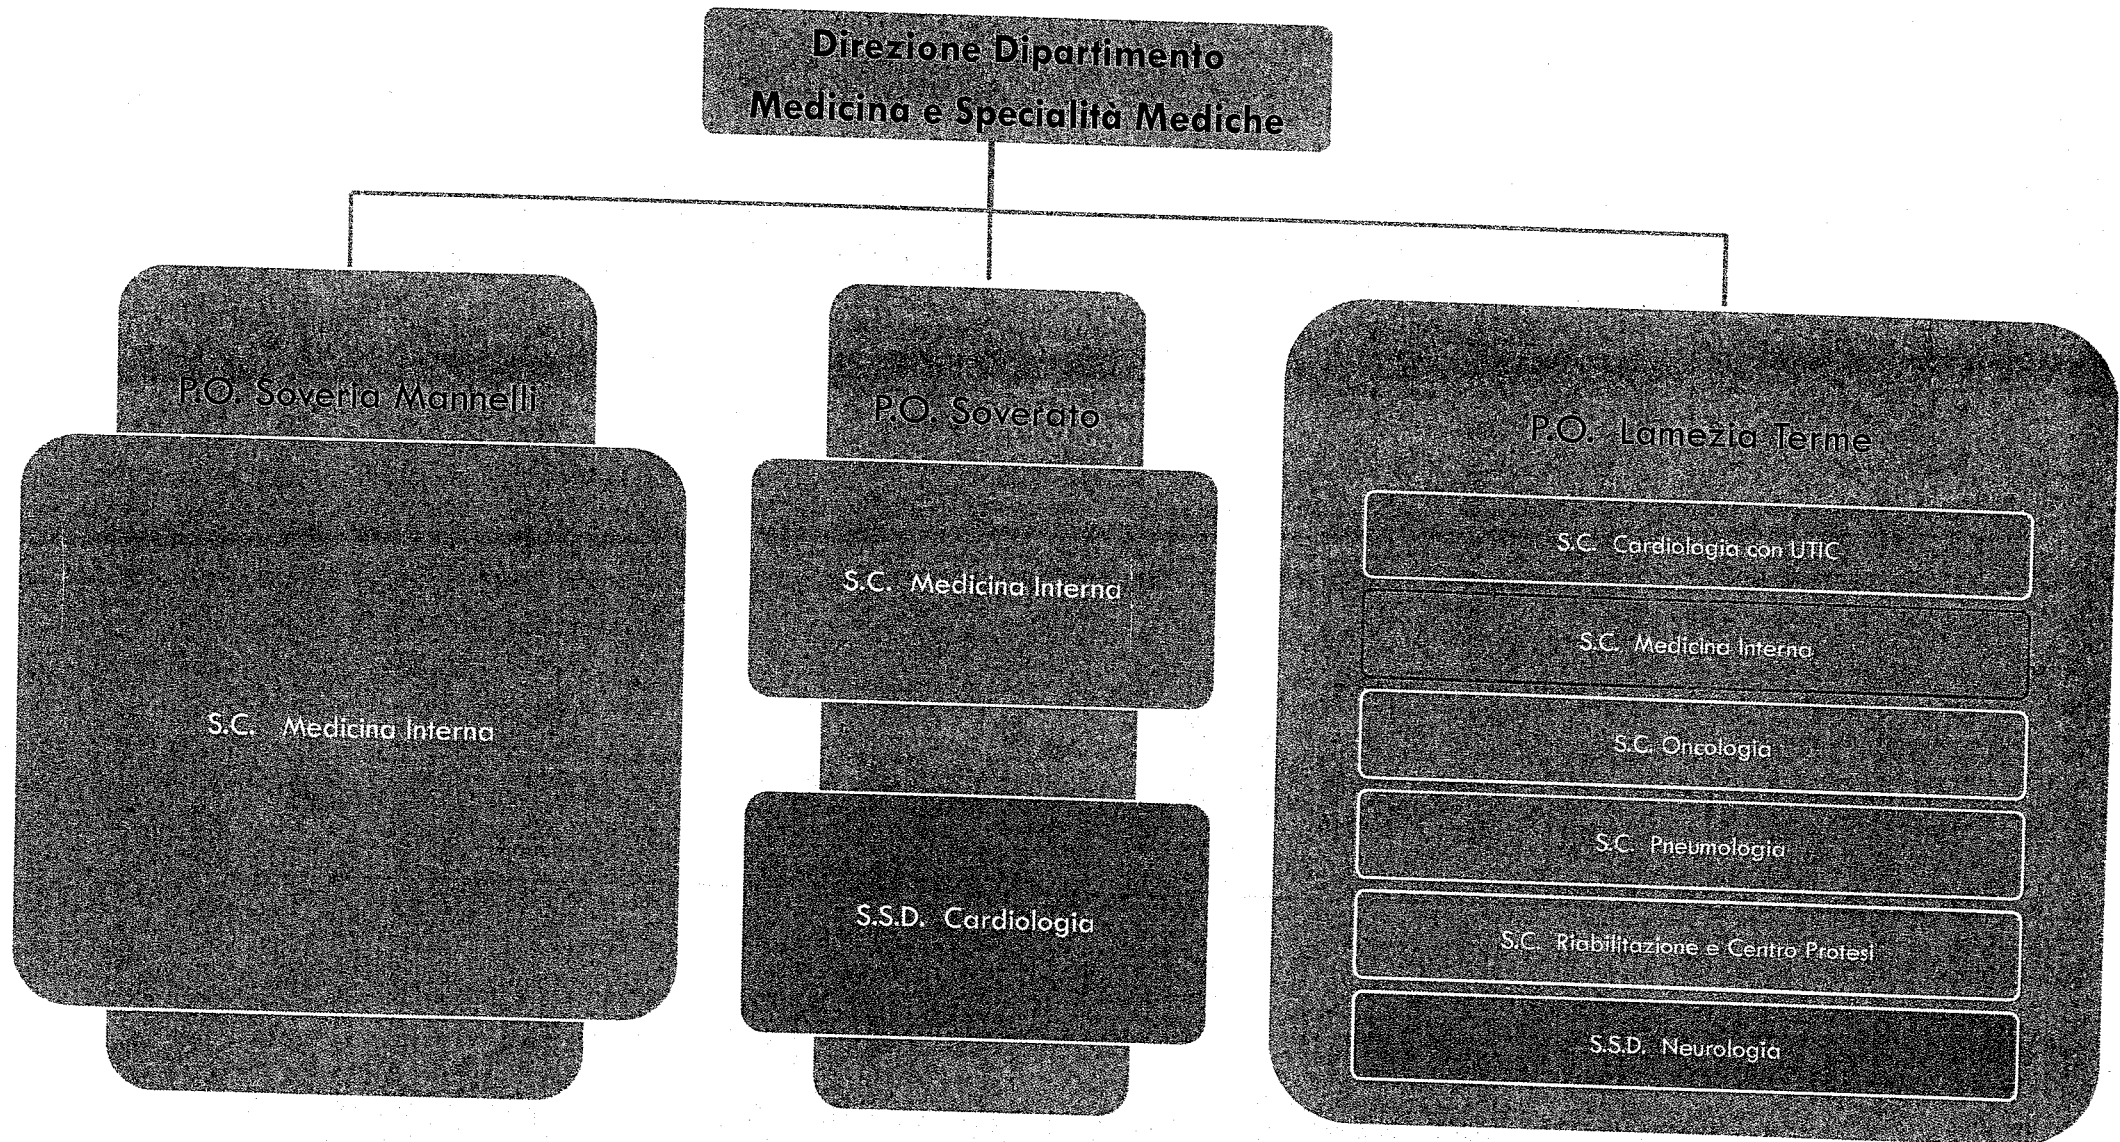 Direzione Dipartimento
Medicina e Specialità Mediche
P.O. Soveria Mannelli
S.C. Medicina Interna
P.O. Soverato
S.C. Medicina Interna
S.S.D. Cardiologia
P.O. Lamezia Terme
S.C. Cardiologia con UTIC
S.C. Medicina Interna
S.C. Oncologia
S.C. Pneumologia
S.C. Riabilitazione e Centro Protesi
S.S.D. Neurologia